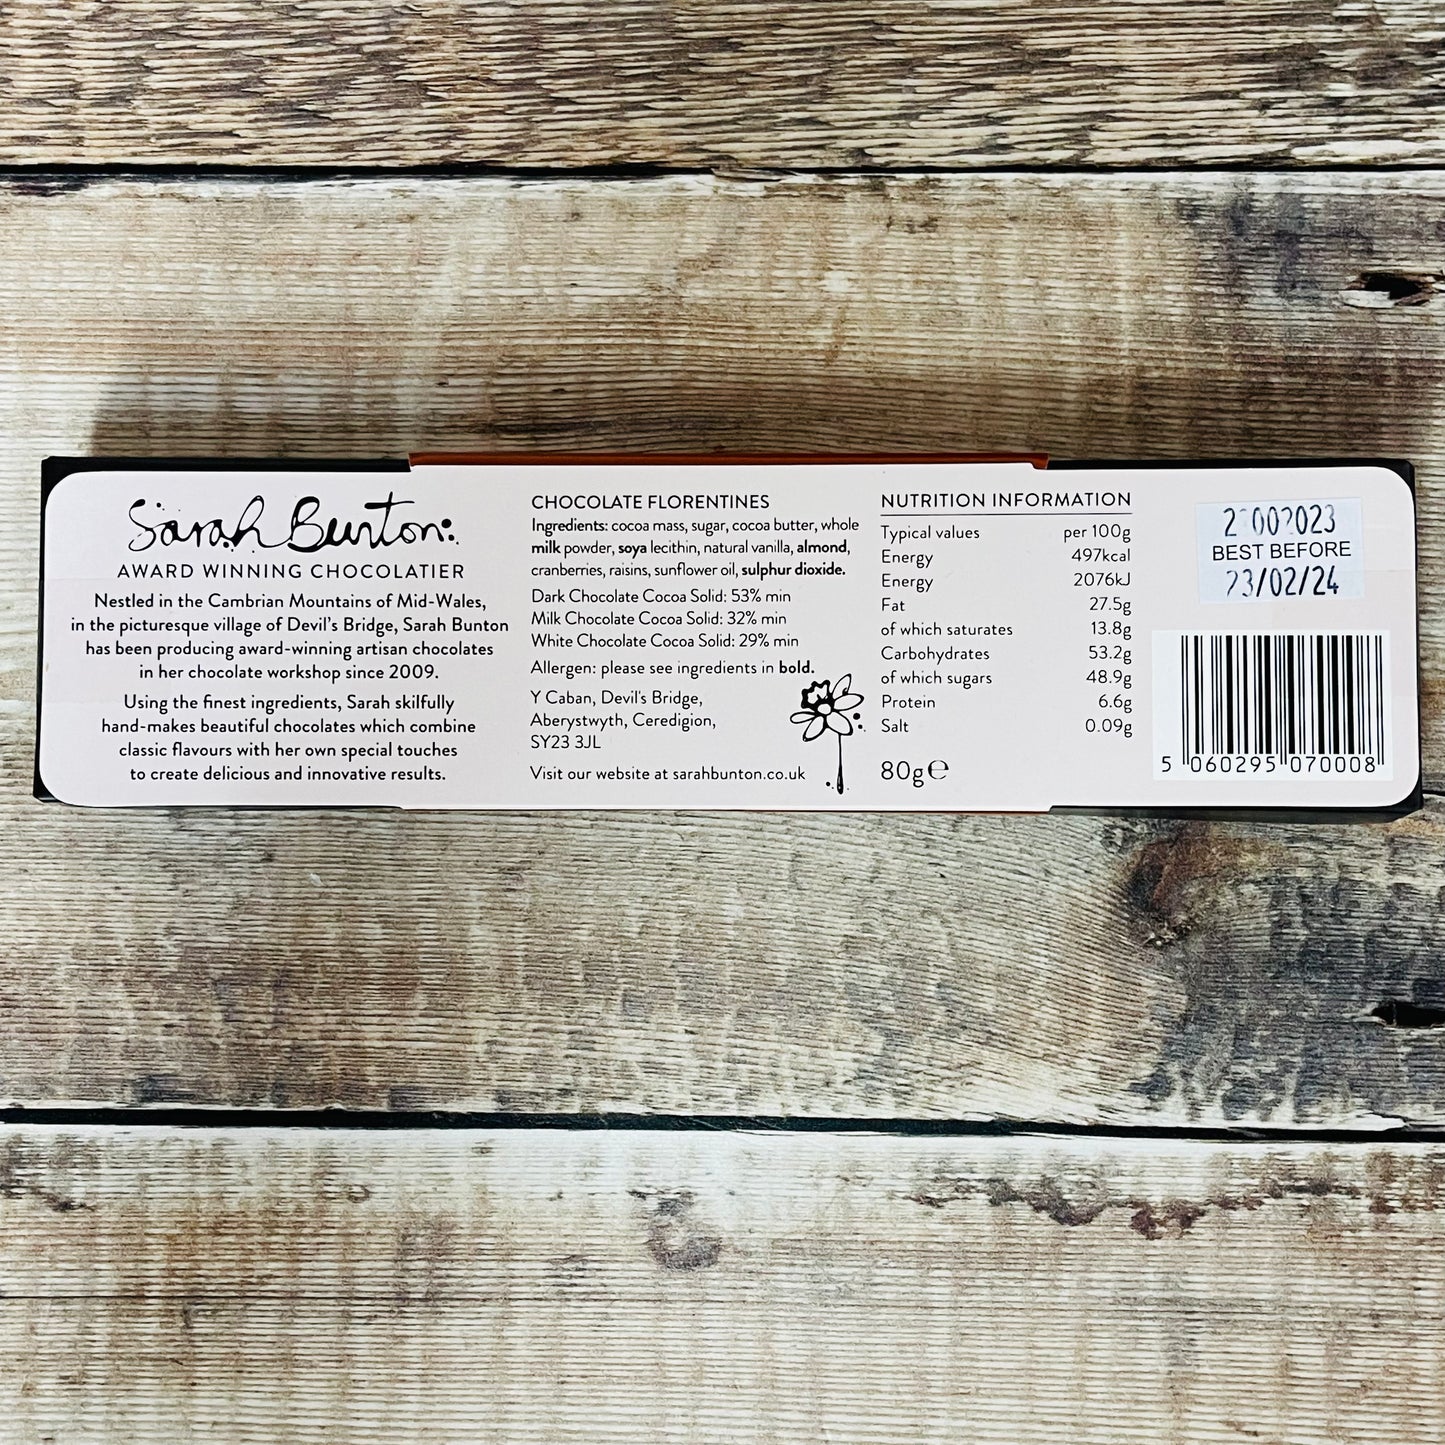 Sarah Bunton
AWARD WINNING CHOCOLATIER
Nestled in the Cambrian Mountains of Mid-Wales,
in the picturesque village of Devil's Bridge, Sarah Bunton
has been producing award-winning artisan chocolates
in her chocolate workshop since 2009.
Using the finest ingredients, Sarah skilfully
hand-makes beautiful chocolates which combine
classic flavours with her own special touches
to create delicious and innovative results.
CHOCOLATE FLORENTINES
Ingredients: cocoa mass, sugar, cocoa butter, whole
milk powder, soya lecithin, natural vanilla, almond,
cranberries, raisins, sunflower oil, sulphur dioxide.
Dark Chocolate Cocoa Solid: 53% min
Milk Chocolate Cocoa Solid: 32% min
White Chocolate Cocoa Solid: 29% min
Allergen: please see ingredients in bold.
Y Caban, Devil's Bridge,
Aberystwyth, Ceredigion,
SY23 3JL
Visit our website at sarahbunton.co.uk
NUTRITION INFORMATION
Typical values per 100g
Energy 497kcal
Energy 2076kJ
Fat 27.5g
of which saturates 13.8g
Carbohydrates 53.2g
of which sugars 48.9g
Protein 6.6g
Salt 0.09g
80g℮
BEST BEFORE
23/02/24
5 060295 070008